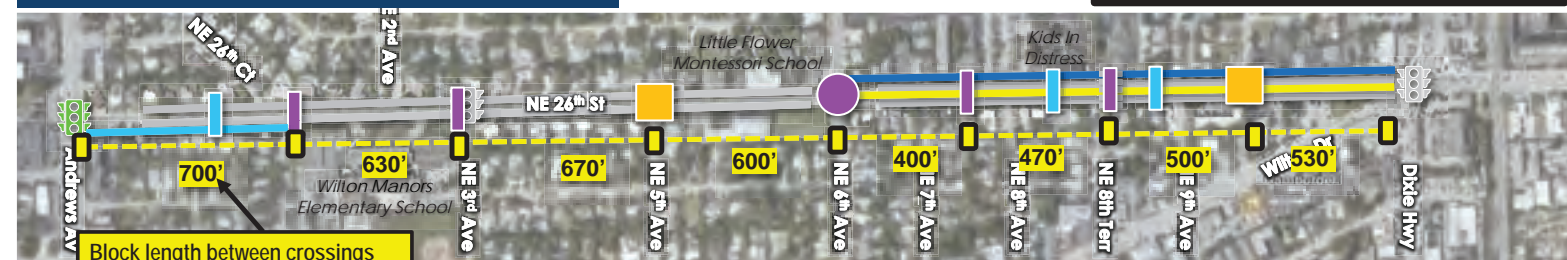 NE 26th Ct
E 2nd Ave
Little Flower
Montessori School
Kids In
Distress
NE 26th St
700'
630'
670'
600'
400'
470'
500'
530'
Wilton Manors
Elementary School
Andrews Av
NE 3rd Ave
NE 5th Ave
NE 6th Ave
NE 7th Ave
NE 8th Ave
NE 8th Terr
NE 9th Ave
Dixie Hwy
Block length between crossings